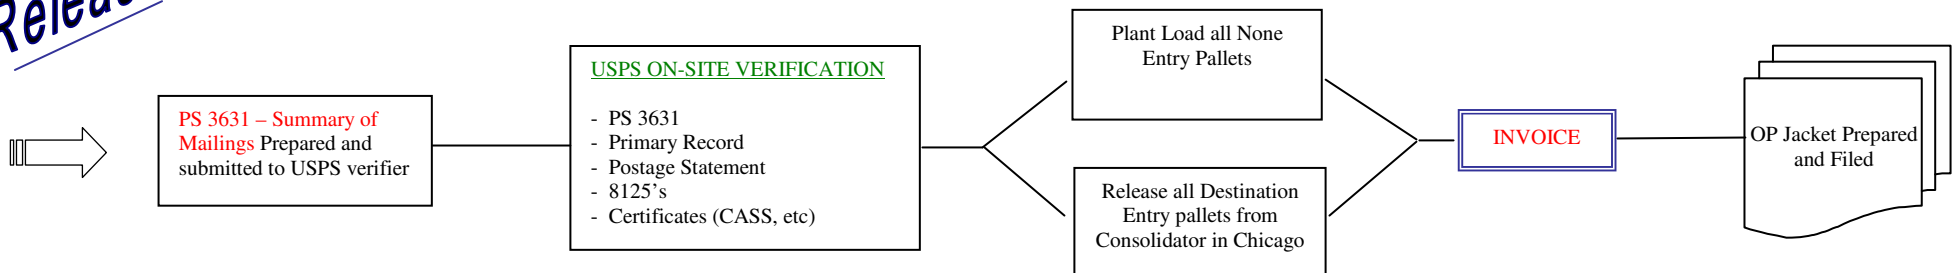 PS 3631 – Summary of
Mailings Prepared and
submitted to USPS verifier
USPS ON-SITE VERIFICATION
- PS 3631
- Primary Record
- Postage Statement
- 8125's
- Certificates (CASS, etc)
Plant Load all None
Entry Pallets
Release all Destination
Entry pallets from
Consolidator in Chicago
INVOICE
OP Jacket Prepared
and Filed